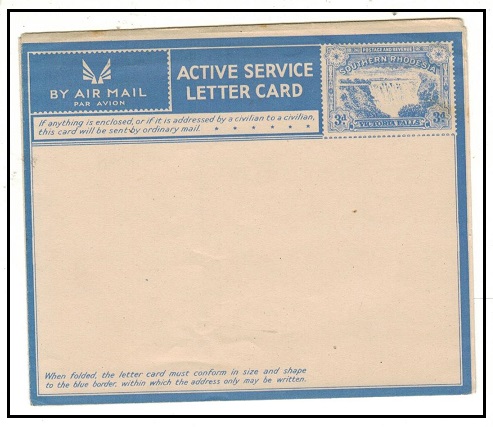 BY AIR MAIL
PAR AVION
ACTIVE SERVICE
LETTER CARD
POSTAGE AND REVENUE
SOUTHERN RHODESIA
3d VICTORIA FALLS 3d
If anything is enclosed, or if it is addressed by a civilian to a civilian,
this card will be sent by ordinary mail.
When folded, the letter card must conform in size and shape
to the blue border, within which the address only may be written.